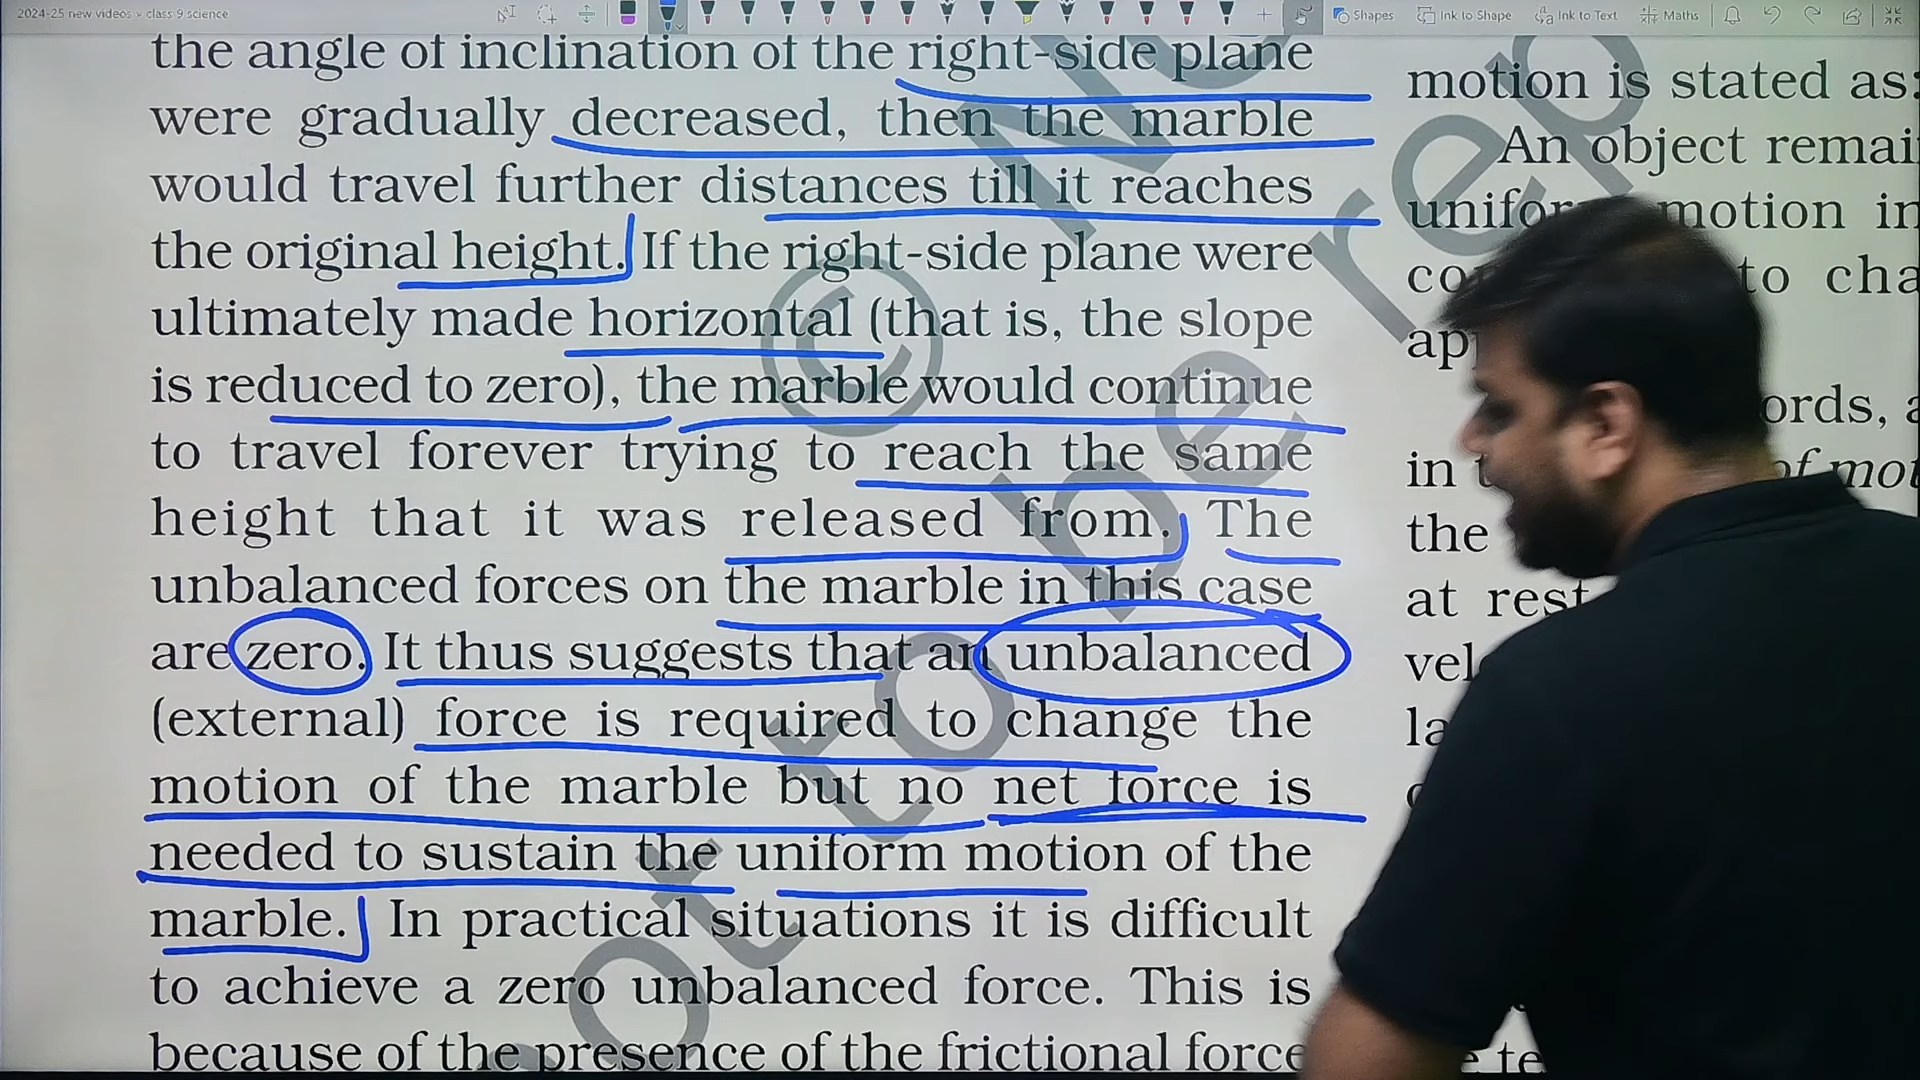 2024-25 new videos » class 9 science
Shapes
Ink to Shape
Ink to Text
Maths
the angle of inclination of the right-side plane
were gradually decreased, then the marble
would travel further distances till it reaches
the original height. If the right-side plane were
ultimately made horizontal (that is, the slope
is reduced to zero), the marble would continue
to travel forever trying to reach the same
height that it was released from. The
unbalanced forces on the marble in this case
are zero. It thus suggests that an unbalanced
(external) force is required to change the
motion of the marble but no net force is
needed to sustain the uniform motion of the
marble. In practical situations it is difficult
to achieve a zero unbalanced force. This is
because of the presence of the frictional force
motion is stated as:
An object
motion in
to
in
of
the
at rest
©
to be